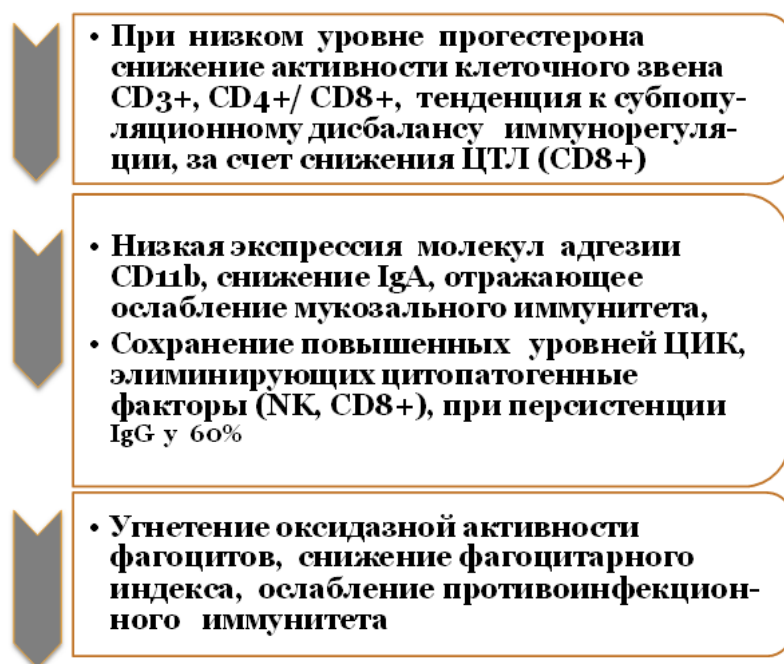 • При низком уровне прогестерона
снижение активности клеточного звена
CD3+, CD4+/ CD8+, тенденция к субпопу-
ляционному дисбалансу иммунорегуля-
ции, за счет снижения ЦТЛ (CD8+)
• Низкая экспрессия молекул адгезии
CD11b, снижение IgA, отражающее
ослабление мукозального иммунитета,
• Сохранение повышенных уровней ЦИК,
элиминирующих цитопатогенные
факторы (NK, CD8+), при персистенции
IgG у 60%
• Угнетение оксидазной активности
фагоцитов, снижение фагоцитарного
индекса, ослабление противоинфекцион-
ного иммунитета